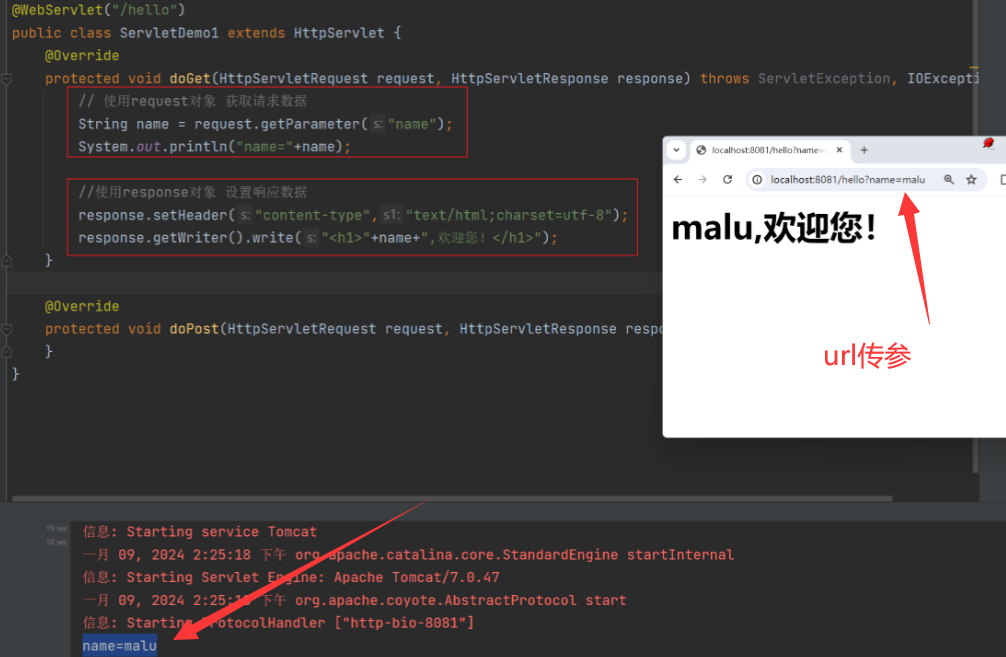 @WebServlet("/hello")
public class ServletDemo1 extends HttpServlet {
@Override
protected void doGet(HttpServletRequest request, HttpServletResponse response) throws ServletException, IOExcepti
// 使用request对象 获取请求数据
String name = request.getParameter( s: "name");
System.out.println("name="+name);
//使用response对象 设置响应数据
response.setHeader( s: "content-type", s1: "text/html;charset=utf-8");
response.getWriter().write( s: "<h1>"+name+",欢迎您! </h1>");
}
@Override
protected void doPost(HttpServletRequest request, HttpServletResponse respo
}
}
localhost:8081/hello?name=
localhost:8081/hello?name=malu
malu,欢迎您!
url传参
19 sec
18 sec
信息: Starting service Tomcat
一月 09, 2024 2:25:18 下午 org.apache.catalina.core.StandardEngine startInternal
信息: Starting Servlet Engine: Apache Tomcat/7.0.47
一月 09, 2024 2:25:18 下午 org.apache.coyote.AbstractProtocol start
信息: Starting ProtocolHandler ["http-bio-8081"]
name=malu